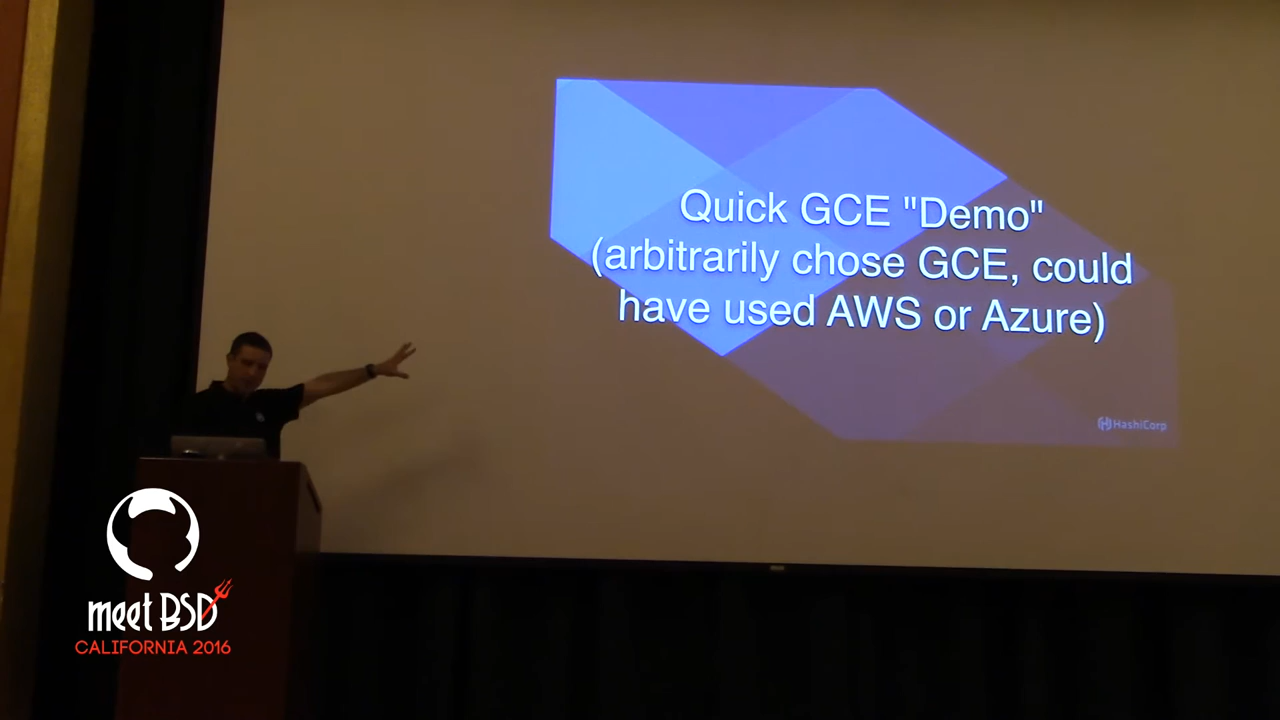 Quick GCE "Demo"
(arbitrarily chose GCE, could
have used AWS or Azure)
HashiCorp
meet BSD
CALIFORNIA 2016